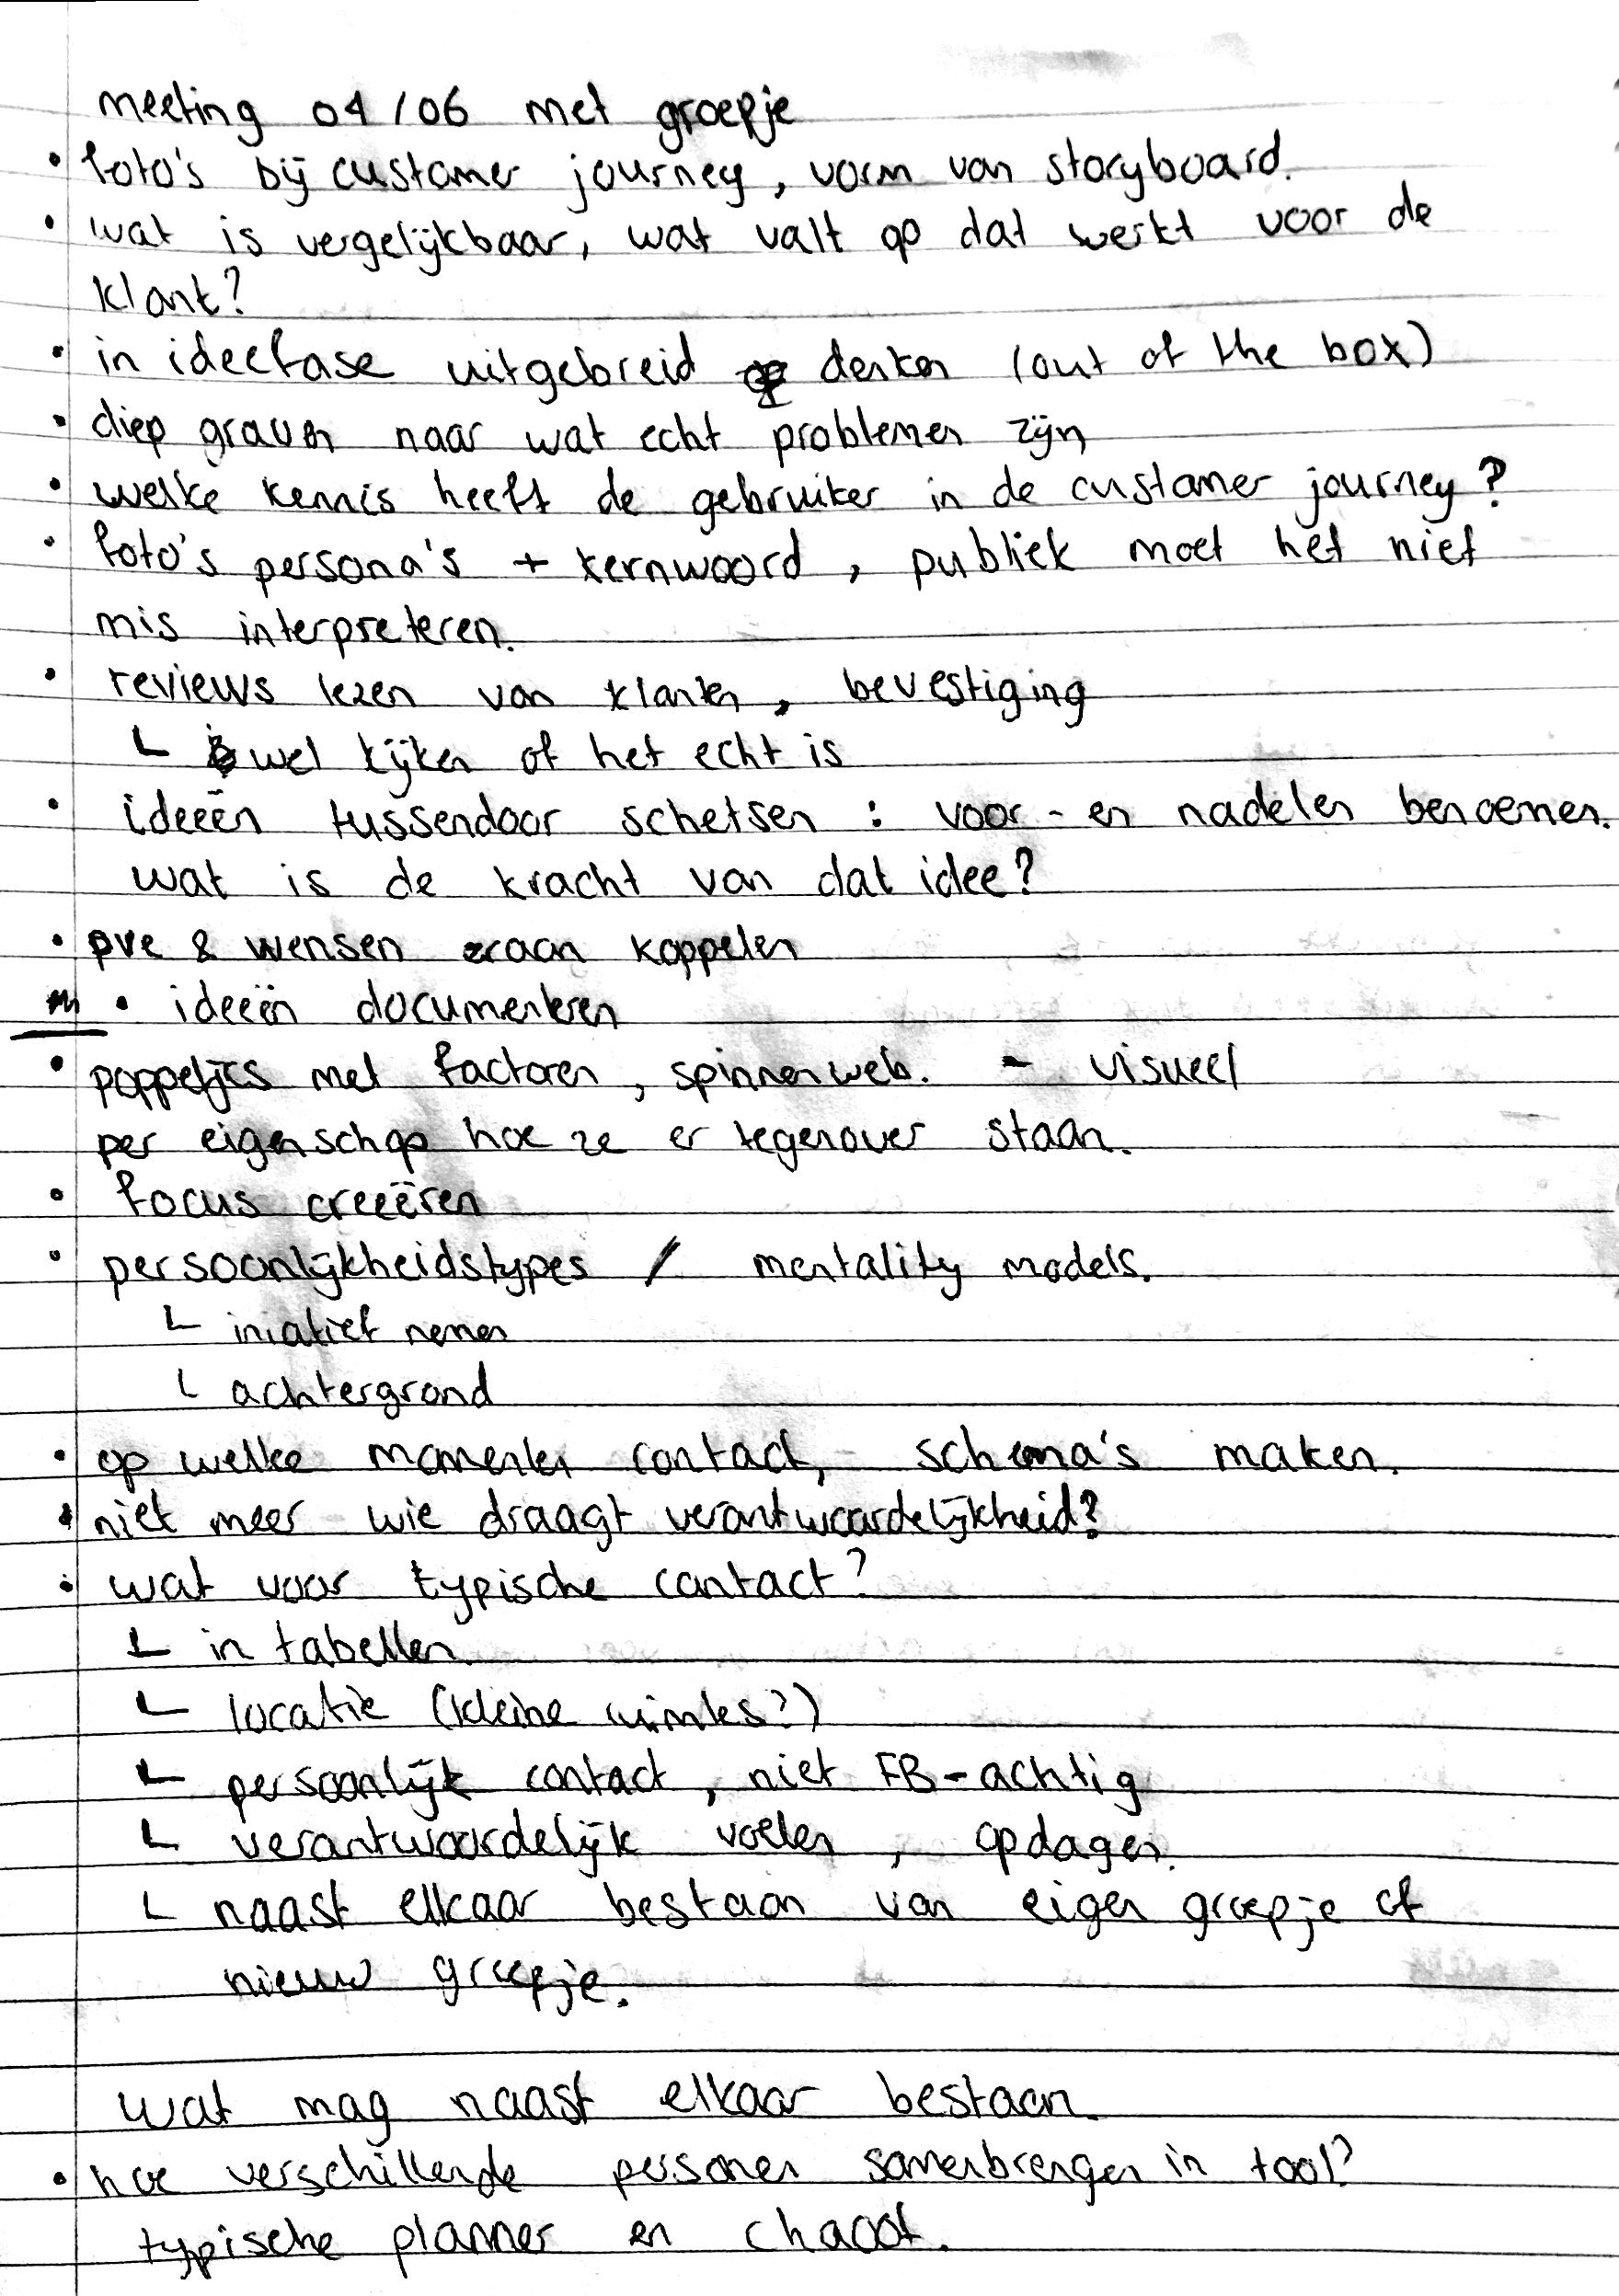 meeting 04/06 met groepje
• foto's bij customer journey, vorm van storyboard.
• wat is vergelijkbaar, wat valt op dat werkt voor de
klant?
• in ideefase uitgebreid denken (out of the box)
• diep graven naar wat echt problemen zijn
• welke kennis heeft de gebruiker in de customer journey?
• foto's persona's + kernwoord, publiek moet het niet
mis interpreteren.
• reviews lezen van klanten, bevestiging
└ wel kijken of het echt is
• ideeën tussendoor schetsen : voor- en nadelen benoemen.
wat is de kracht van dat idee?
• pve & wensen eraan koppelen
• ideeën documenteren
• poppetjes met factoren, spinnenweb. - visueel
per eigenschap hoe ze er tegenover staan.
• focus creeëren
• persoonlijkheidstypes / mentality models.
└ iniatief nemen
└ achtergrond
• op welke momenten contact, - schema's maken.
• niet meer - wie draagt verantwoordelijkheid?
• wat voor typische contact?
└ in tabellen.
└ locatie (kleine ?)
└ persoonlijk contact, niet FB-achtig
└ verantwoordelijk voelen, opdagen.
└ naast elkaar bestaan van eigen groepje of
nieuw groepje.
wat mag naast elkaar bestaan.
• hoe verschillende personen samenbrengen in tool?
typische planner en chaoot.